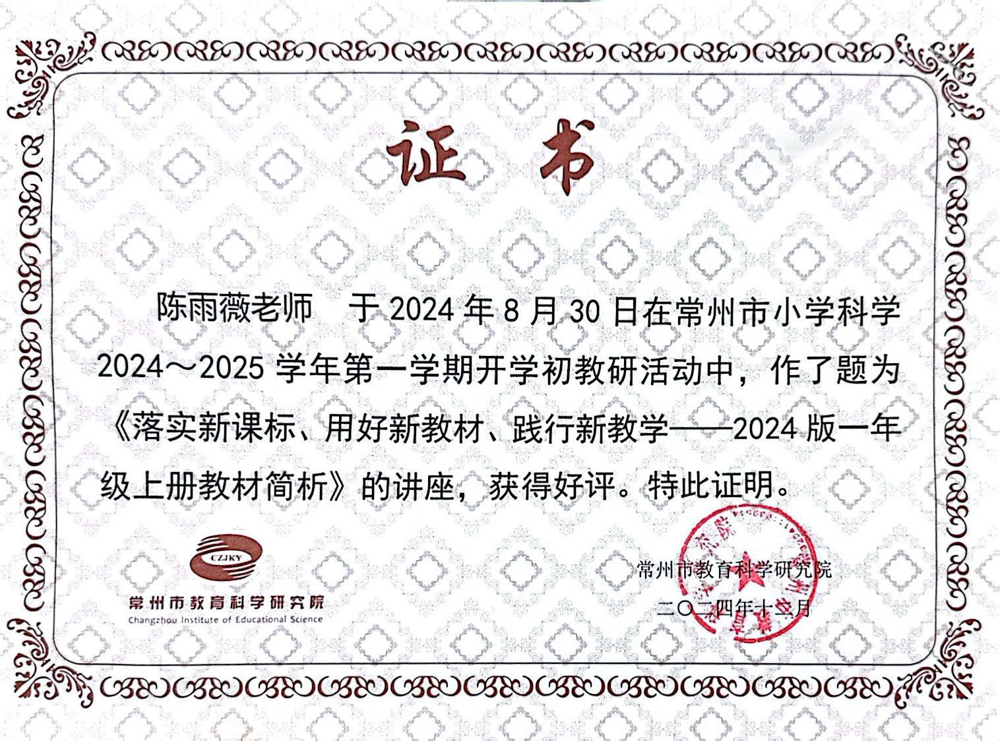 证 书
陈雨薇老师 于 2024 年 8 月 30 日在常州市小学科学
2024～2025 学年第一学期开学初教研活动中，作了题为
《落实新课标、用好新教材、践行新教学——2024 版一年
级上册教材简析》的讲座，获得好评。特此证明。
CZJKY
常州市教育科学研究院
Changzhou Institute of Educational Science
常州市教育科学研究院
二〇二四年十二月